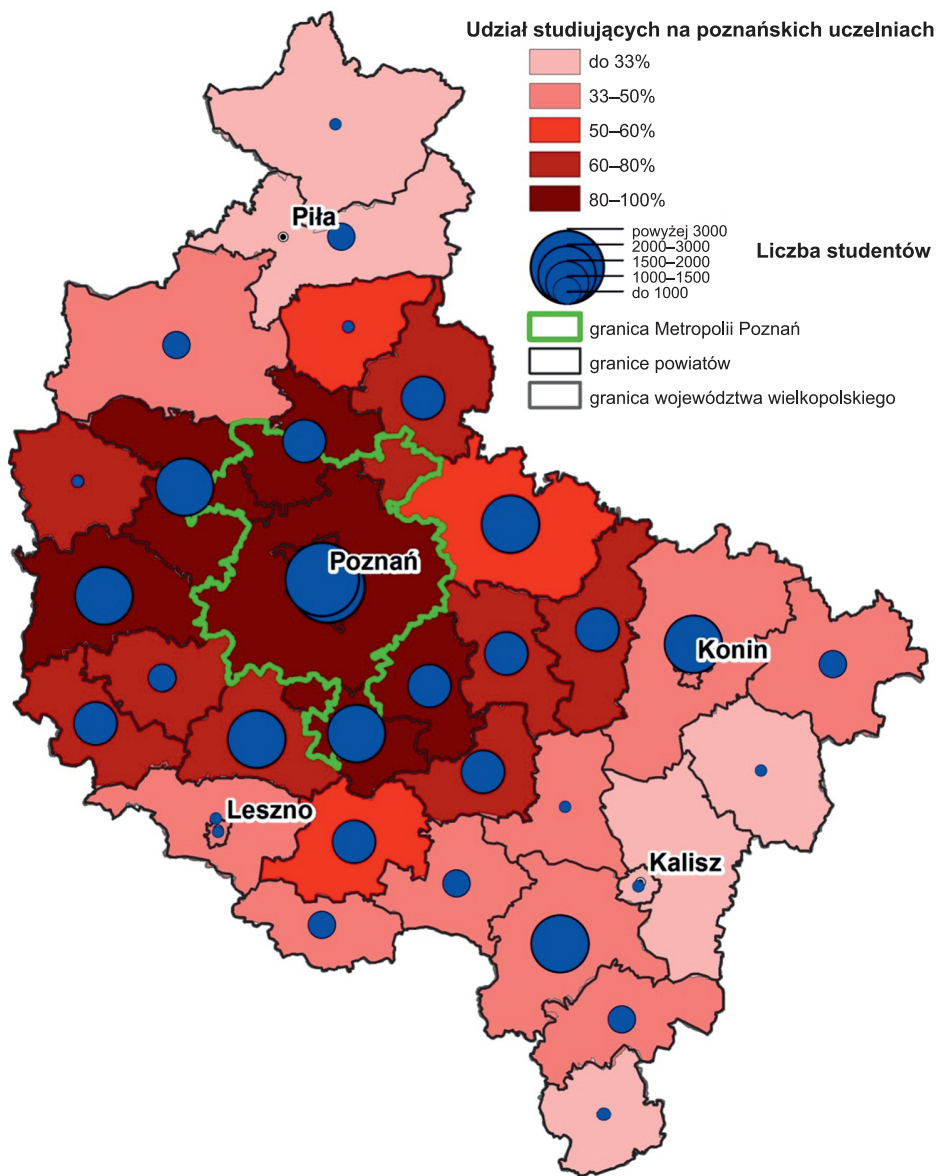 Udział studiujących na poznańskich uczelniach
do 33%
33–50%
50–60%
60–80%
80–100%
powyżej 3000
2000–3000
1500–2000
1000–1500
do 1000
Liczba studentów
granica Metropolii Poznań
granice powiatów
granica województwa wielkopolskiego
Piła
Poznań
Konin
Leszno
Kalisz